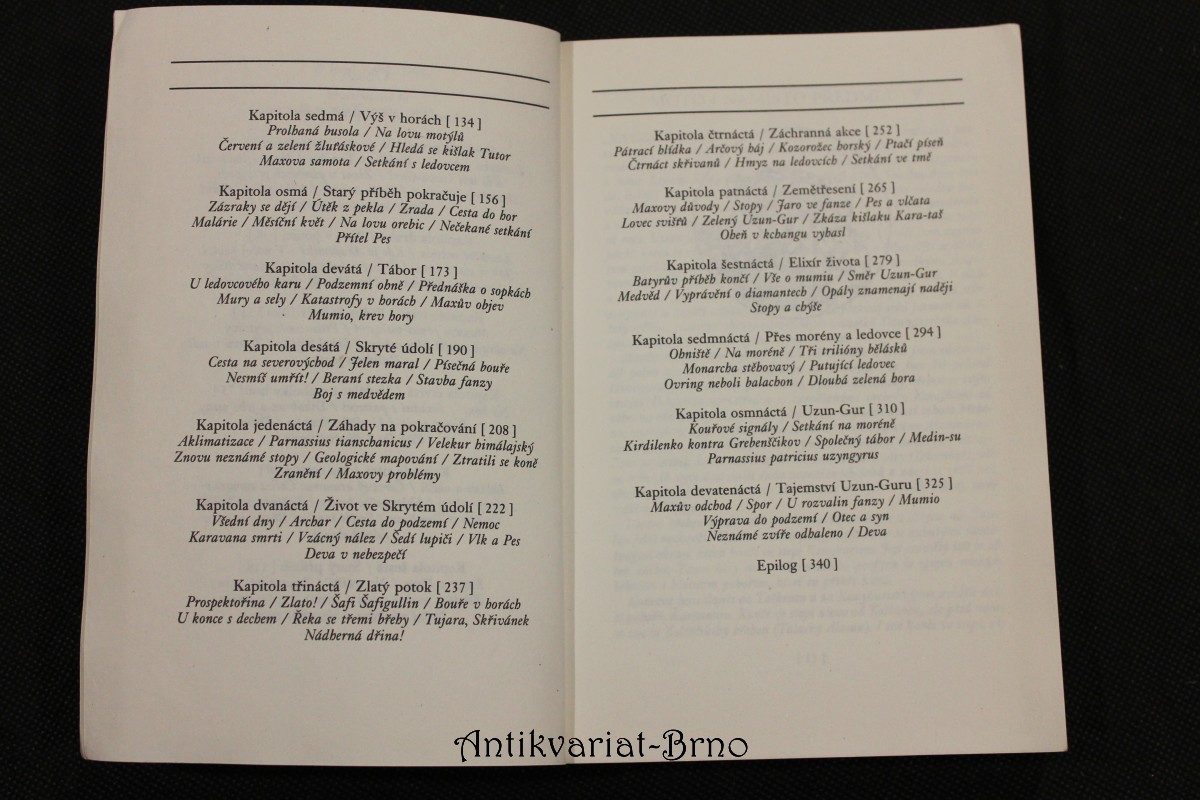 Kapitola sedmá / Výš v horách [ 134 ]
Prolhaná busola / Na lovu motýlů
Červení a zelení žluťáskové / Hledá se kišlak Tutor
Maxova samota / Setkání s ledovcem
Kapitola osmá / Starý příběh pokračuje [ 156 ]
Zázraky se dějí / Útěk z pekla / Zrada / Cesta do hor
Malárie / Měsíční květ / Na lovu orebic / Nečekané setkání
Přítel Pes
Kapitola devátá / Tábor [ 173 ]
U ledovcového karu / Podzemní ohně / Přednáška o sopkách
Mury a sely / Katastrofy v horách / Maxův objev
Mumio, krev hory
Kapitola desátá / Skryté údolí [ 190 ]
Cesta na severovýchod / Jelen maral / Písečná bouře
Nesmíš umřít! / Beraní stezka / Stavba fanzy
Boj s medvědem
Kapitola jedenáctá / Záhady na pokračování [ 208 ]
Aklimatizace / Parnassius tianschanicus / Velekur himálajský
Znovu neznámé stopy / Geologické mapování / Ztratili se koně
Zranění / Maxovy problémy
Kapitola dvanáctá / Život ve Skrytém údolí [ 222 ]
Všední dny / Archar / Cesta do podzemí / Nemoc
Karavana smrti / Vzácný nález / Šedí lupiči / Vlk a Pes
Deva v nebezpečí
Kapitola třináctá / Zlatý potok [ 237 ]
Prospektořina / Zlato! / Šafi Šafigullin / Bouře v horách
U konce s dechem / Řeka se třemi břehy / Tujara, Skřivánek
Nádherná dřina!
Kapitola čtrnáctá / Záchranná akce [ 252 ]
Pátrací hlídka / Arčový háj / Kozorožec horský / Ptačí píseň
Čtrnáct skřivanů / Hmyz na ledovcích / Setkání ve tmě
Kapitola patnáctá / Zemětřesení [ 265 ]
Maxovy důvody / Stopy / Jaro ve fanze / Pes a vlčata
Lovec svišťů / Zelený Uzun-Gur / Zkáza kišlaku Kara-taš
Oheň v kchangu vyhasl
Kapitola šestnáctá / Elixír života [ 279 ]
Batyrův příběh končí / Vše o mumiu / Směr Uzun-Gur
Medvěd / Vyprávění o diamantech / Opály znamenají naději
Stopy a chýše
Kapitola sedmnáctá / Přes morény a ledovce [ 294 ]
Ohniště / Na moréně / Tři trilióny bělásků
Monarcha stěhovavý / Putující ledovec
Ovring neboli balachon / Dloubá zelená hora
Kapitola osmnáctá / Uzun-Gur [ 310 ]
Kouřové signály / Setkání na moréně
Kirdilenko kontra Grebenščikov / Společný tábor / Medin-su
Parnassius patricius uzyngyrus
Kapitola devatenáctá / Tajemství Uzun-Guru [ 325 ]
Maxův odchod / Spor / U rozvalin fanzy / Mumio
Výprava do podzemí / Otec a syn
Neznámé zvíře odhaleno / Deva
Epilog [ 340 ]
Antikvariat-Brno